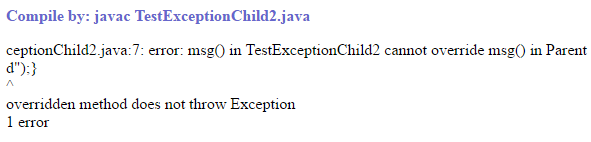 Compile by: javac TestExceptionChild2.java
ceptionChild2.java:7: error: msg() in TestExceptionChild2 cannot override msg() in Parent
d");}
^
overridden method does not throw Exception
1 error